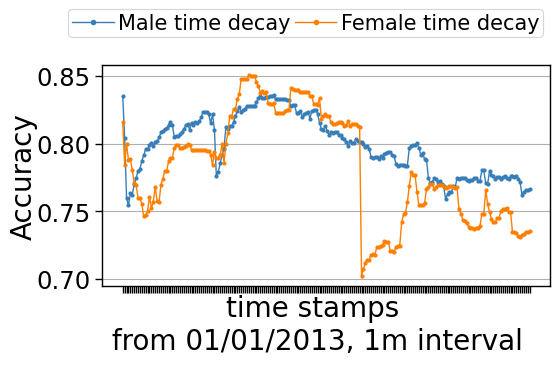 Male time decay Female time decay
0.85
0.80
0.75
0.70
Accuracy
time stamps
from 01/01/2013, 1m interval